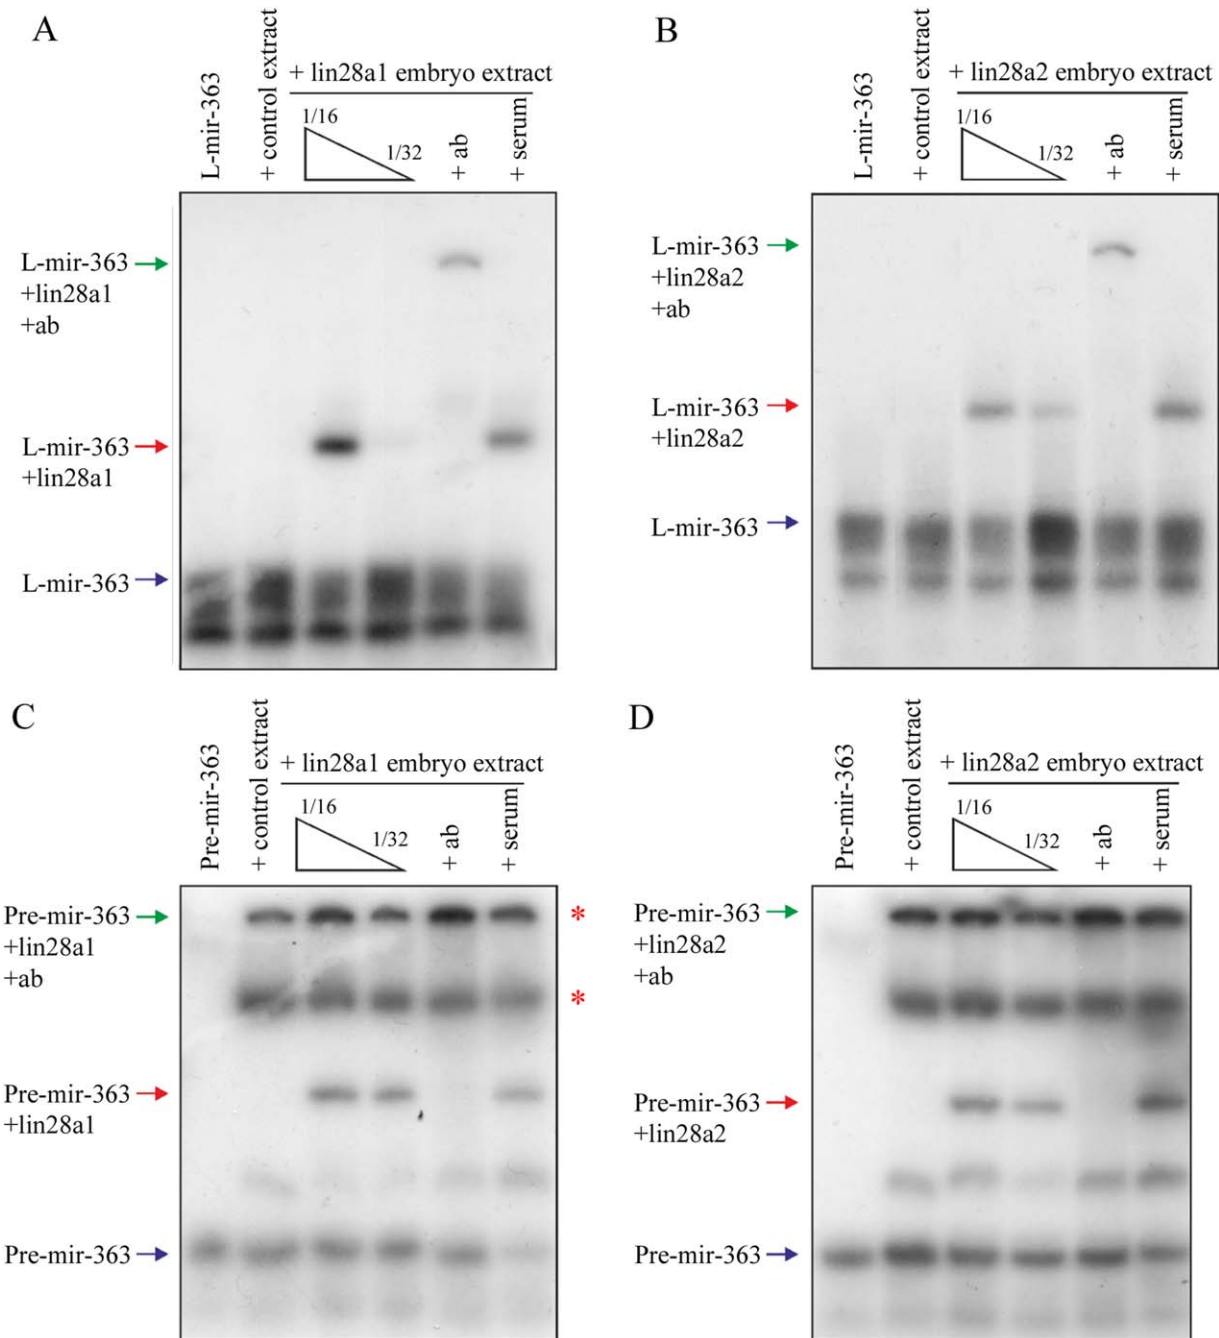 A
L-mir-363
+ control extract
+ lin28a1 embryo extract
1/16
1/32
+ ab
+ serum
L-mir-363
+lin28a1
+ab
L-mir-363
+lin28a1
L-mir-363
B
L-mir-363
+ control extract
+ lin28a2 embryo extract
1/16
1/32
+ ab
+ serum
L-mir-363
+lin28a2
+ab
L-mir-363
+lin28a2
L-mir-363
C
Pre-mir-363
+ control extract
+ lin28a1 embryo extract
1/16
1/32
+ ab
+ serum
Pre-mir-363
+lin28a1
+ab
*
*
Pre-mir-363
+lin28a1
Pre-mir-363
D
Pre-mir-363
+ control extract
+ lin28a2 embryo extract
1/16
1/32
+ ab
+ serum
Pre-mir-363
+lin28a2
+ab
Pre-mir-363
+lin28a2
Pre-mir-363